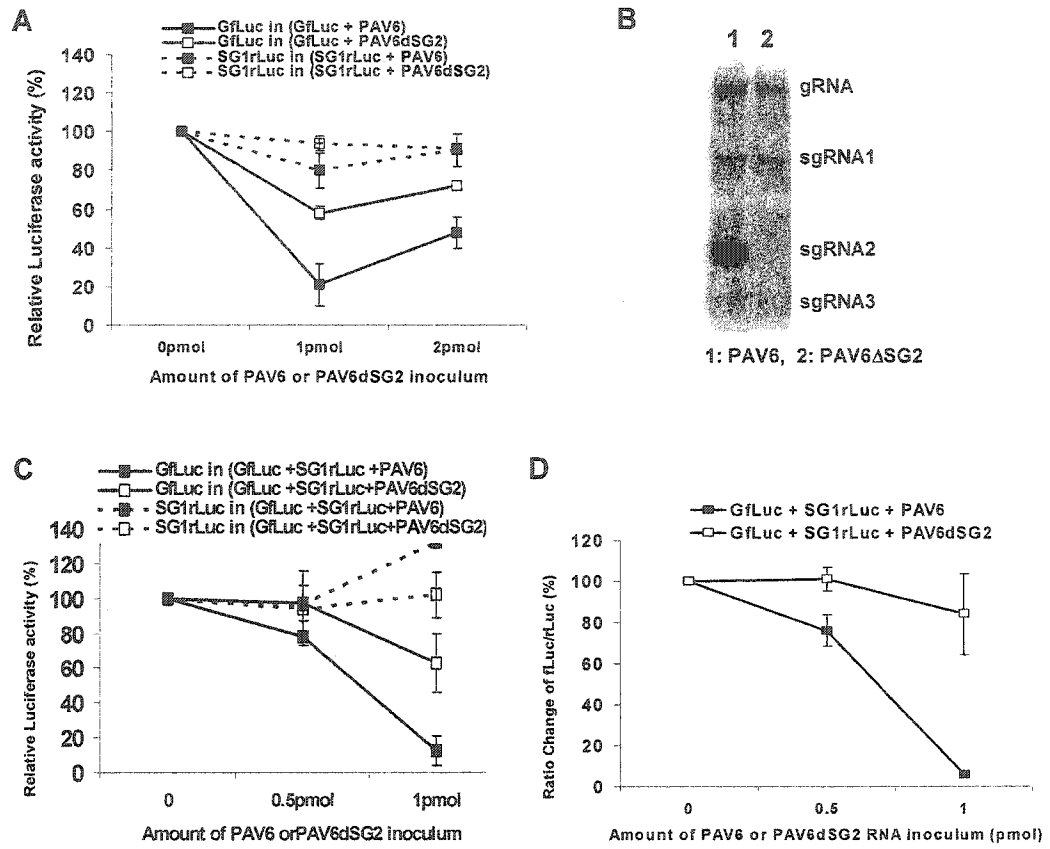 A
GfLuc in (GfLuc + PAV6)
GfLuc in (GfLuc + PAV6dSG2)
SG1rLuc in (SG1rLuc + PAV6)
SG1rLuc in (SG1rLuc + PAV6dSG2)
Relative Luciferase activity (%)
140
120
100
80
60
40
20
0
0pmol
1pmol
2pmol
Amount of PAV6 or PAV6dSG2 inoculum
B
1 2
gRNA
sgRNA1
sgRNA2
sgRNA3
1: PAV6, 2: PAV6ΔSG2
C
GfLuc in (GfLuc +SG1rLuc +PAV6)
GfLuc in (GfLuc +SG1rLuc+PAV6dSG2)
SG1rLuc in (GfLuc +SG1rLuc+PAV6)
SG1rLuc in (GfLuc +SG1rLuc+PAV6dSG2)
Relative Luciferase activity (%)
140
120
100
80
60
40
20
0
0
0.5pmol
1pmol
Amount of PAV6 orPAV6dSG2 inoculum
D
GfLuc + SG1rLuc + PAV6
GfLuc + SG1rLuc + PAV6dSG2
Ratio Change of fLuc/rLuc (%)
120
100
80
60
40
20
0
0
0.5
1
Amount of PAV6 or PAV6dSG2 RNA inoculum (pmol)